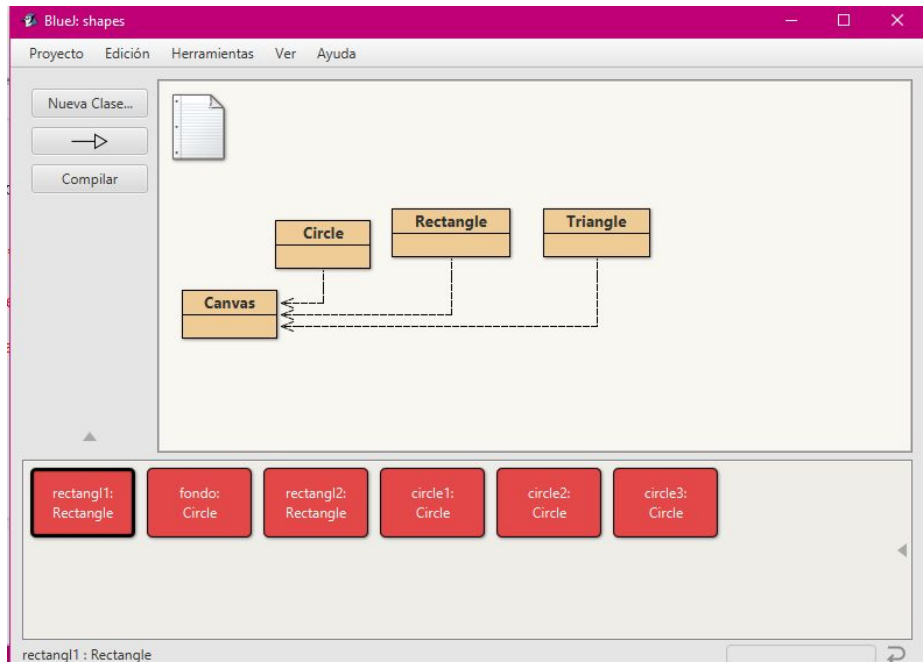 BlueJ: shapes
Proyecto Edición Herramientas Ver Ayuda
Nueva Clase...
Compilar
Circle
Rectangle
Triangle
Canvas
rectangl1:
Rectangle
fondo:
Circle
rectangl2:
Rectangle
circle1:
Circle
circle2:
Circle
circle3:
Circle
rectangl1 : Rectangle